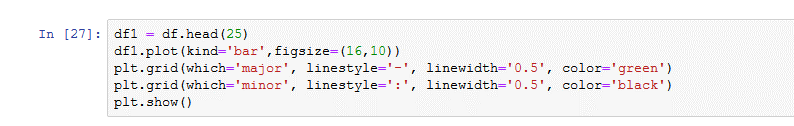 In [27]: df1 = df.head(25)
df1.plot(kind='bar',figsize=(16,10))
plt.grid(which='major', linestyle='-', linewidth='0.5', color='green')
plt.grid(which='minor', linestyle=':', linewidth='0.5', color='black')
plt.show()